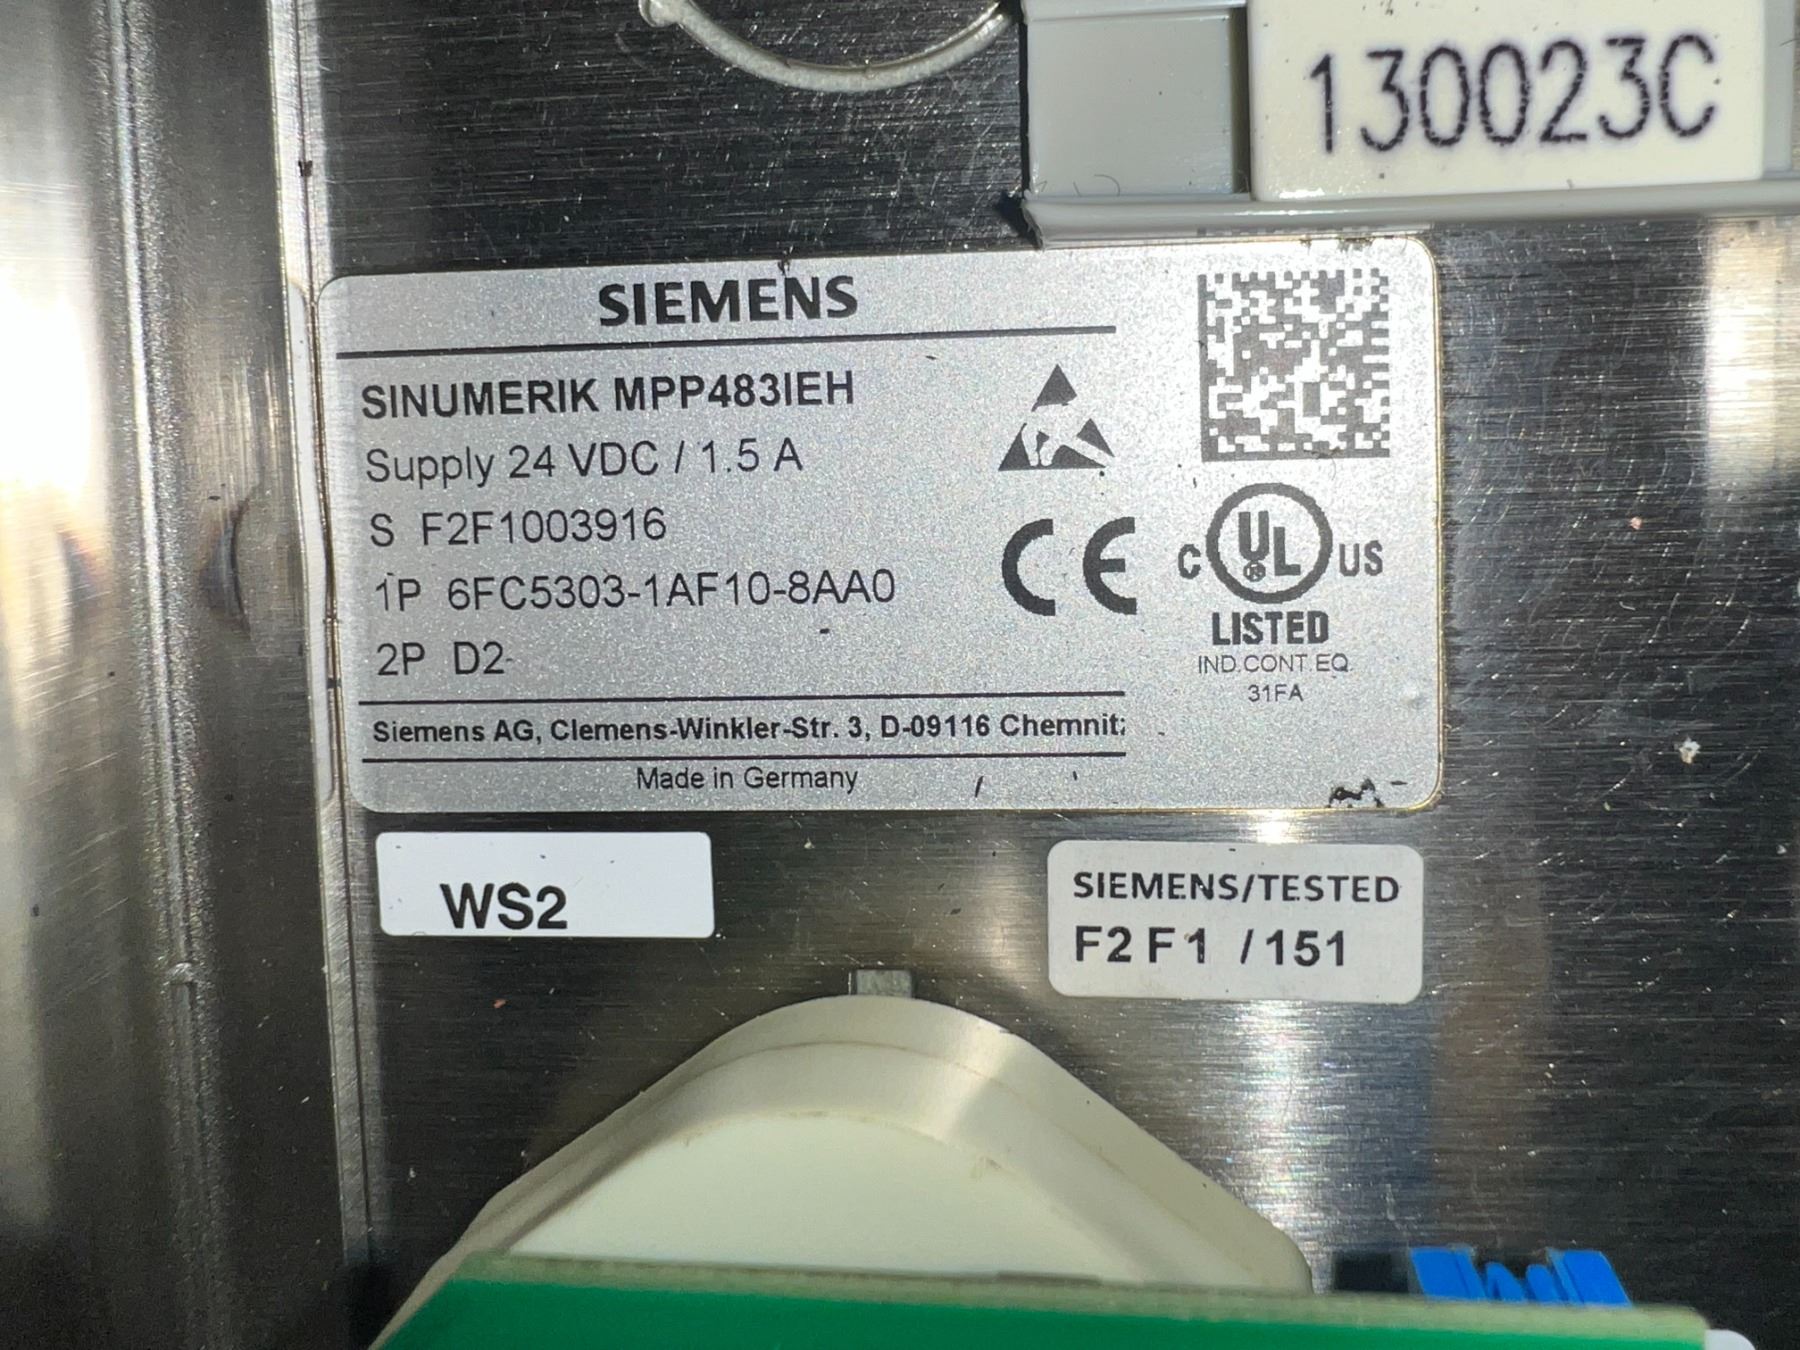 130023C
SIEMENS
SINUMERIK MPP483IEH
Supply 24 VDC / 1.5 A
S F2F1003916
1P 6FC5303-1AF10-8AA0
2P D2
Siemens AG, Clemens-Winkler-Str. 3, D-09116 Chemnitz
Made in Germany
CE
C UL US
LISTED
IND.CONT.EQ
31FA
WS2
SIEMENS/TESTED
F2F1 /151